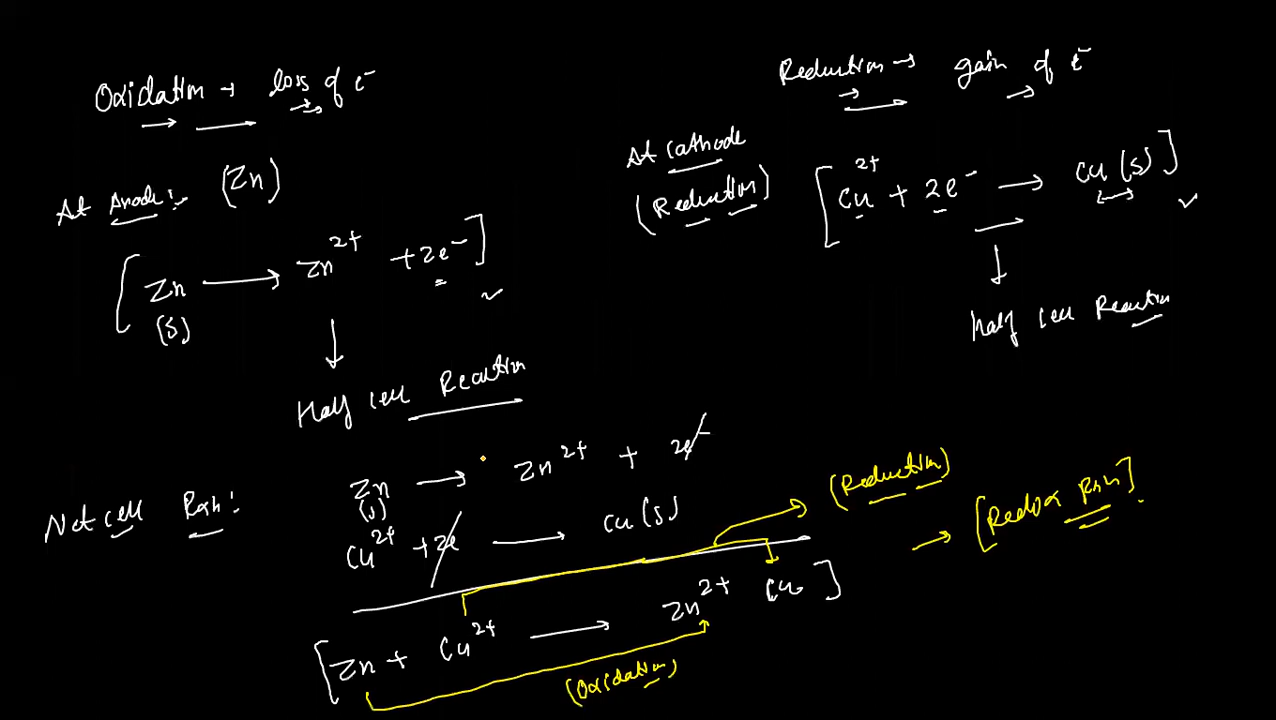 Oxidation → loss of e⁻
At Anode:- (Zn)
[Zn (s) → Zn²⁺ + 2e⁻]
Half cell Reaction
Reduction → gain of e⁻
At cathode
(Reduction)
[Cu²⁺ + 2e⁻ → Cu(s)]
Half cell Reaction
Net cell Rxn:
Zn (s) → Zn²⁺ + 2e⁻
Cu²⁺ + 2e → Cu(s)
[Zn + Cu²⁺ → Zn²⁺ Cu]
(Oxidation)
(Reduction)
→ [Redox Rxn]